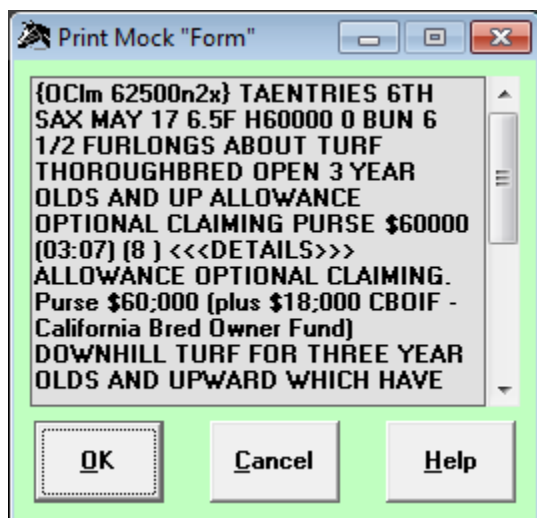 Print Mock "Form"
{OClm 62500n2x} TAENTRIES 6TH
SAX MAY 17 6.5F H60000 0 BUN 6
1/2 FURLONGS ABOUT TURF
THOROUGHBRED OPEN 3 YEAR
OLDS AND UP ALLOWANCE
OPTIONAL CLAIMING PURSE $60000
(03:07) (8 ) <<<DETAILS>>>
ALLOWANCE OPTIONAL CLAIMING.
Purse $60;000 (plus $18;000 CBOIF -
California Bred Owner Fund)
DOWNHILL TURF FOR THREE YEAR
OLDS AND UPWARD WHICH HAVE
OK Cancel Help